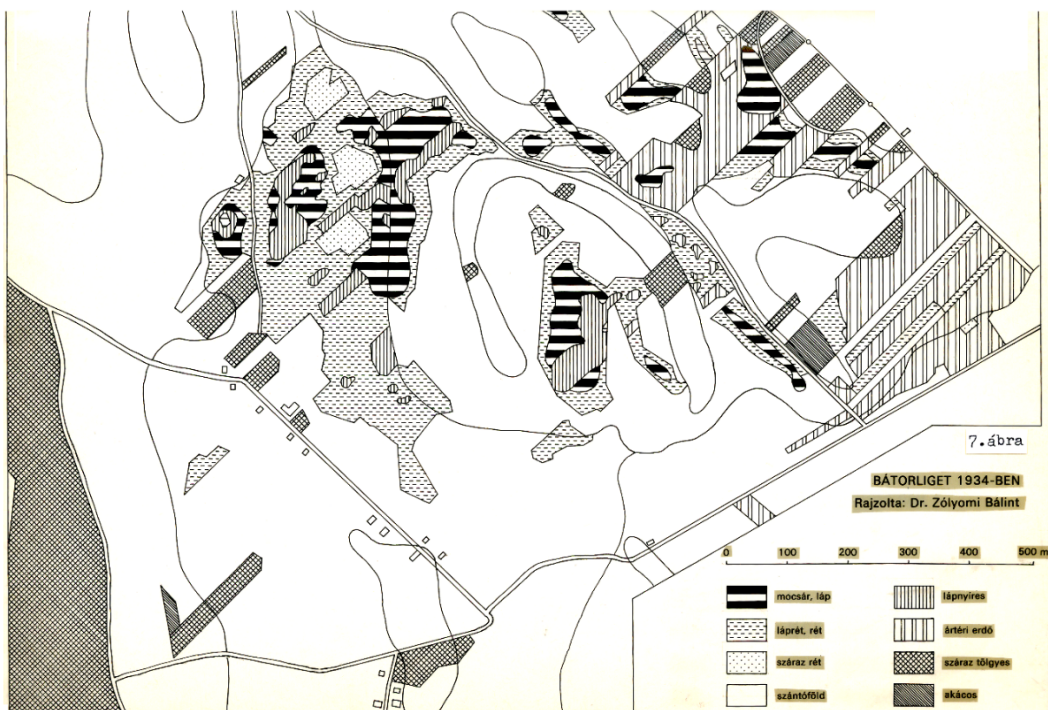 7.ábra
BÁTORLIGET 1934-BEN
Rajzolta: Dr. Zólyomi Bálint
0 100 200 300 400 500 m
mocsár, láp
láprét, rét
száraz rét
szántóföld
lápnyíres
ártéri erdő
száraz tölgyes
akácos